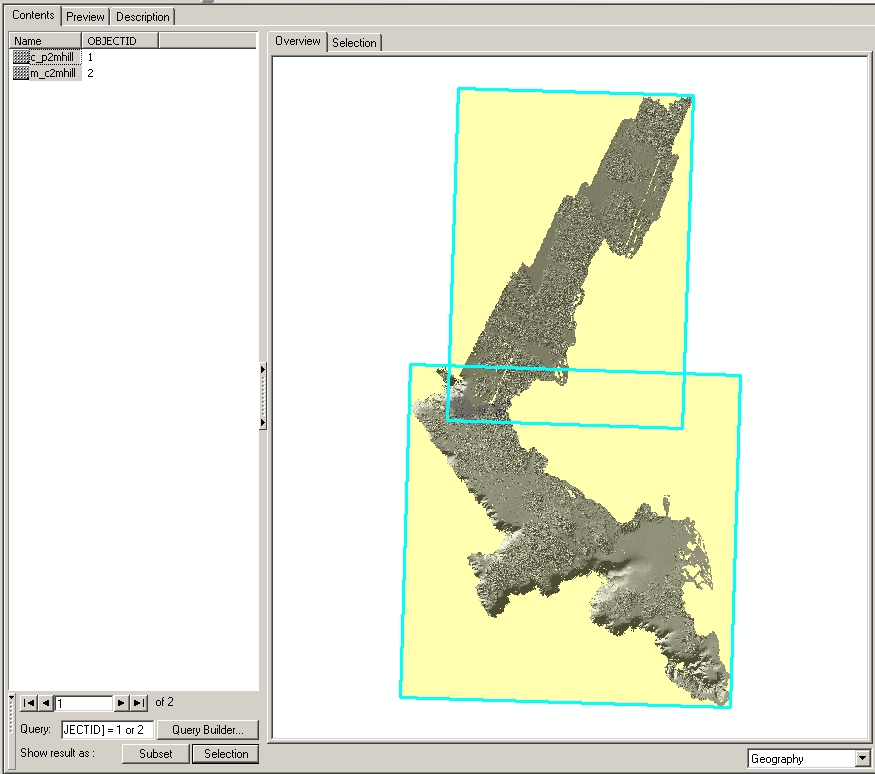 Contents Preview Description
Name OBJECTID
c_p2mhill 1
m_c2mhill 2
Overview Selection
1 of 2
Query: JECTID] = 1 or 2 Query Builder...
Show result as : Subset Selection
Geography